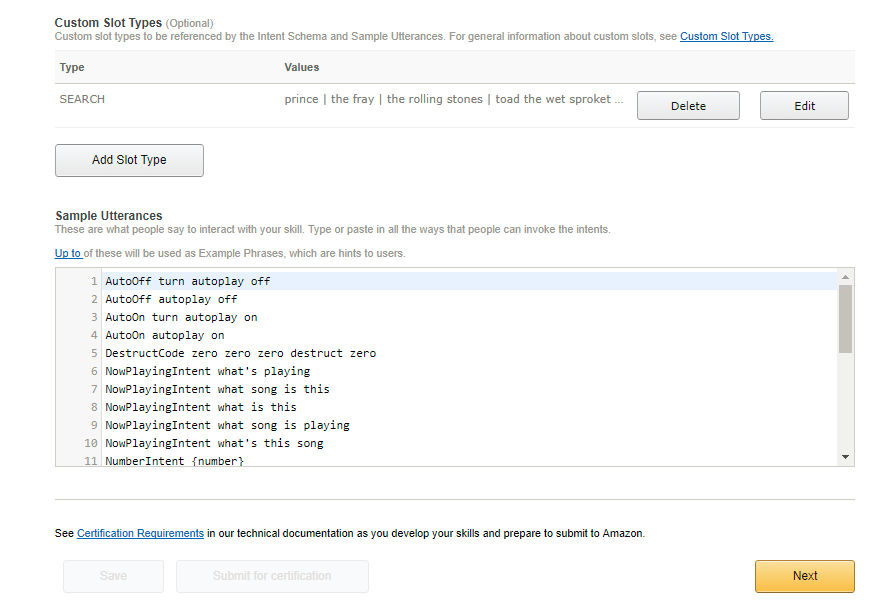 Custom Slot Types (Optional)
Custom slot types to be referenced by the Intent Schema and Sample Utterances. For general information about custom slots, see Custom Slot Types.
Type Values
SEARCH prince | the fray | the rolling stones | toad the wet sproket ... Delete Edit
Add Slot Type
Sample Utterances
These are what people say to interact with your skill. Type or paste in all the ways that people can invoke the intents.
Up to of these will be used as Example Phrases, which are hints to users.
1 AutoOff turn autoplay off
2 AutoOff autoplay off
3 AutoOn turn autoplay on
4 AutoOn autoplay on
5 DestructCode zero zero zero destruct zero
6 NowPlayingIntent what's playing
7 NowPlayingIntent what song is this
8 NowPlayingIntent what is this
9 NowPlayingIntent what song is playing
10 NowPlayingIntent what's this song
11 NumberIntent {number}
See Certification Requirements in our technical documentation as you develop your skills and prepare to submit to Amazon.
Save Submit for certification Next